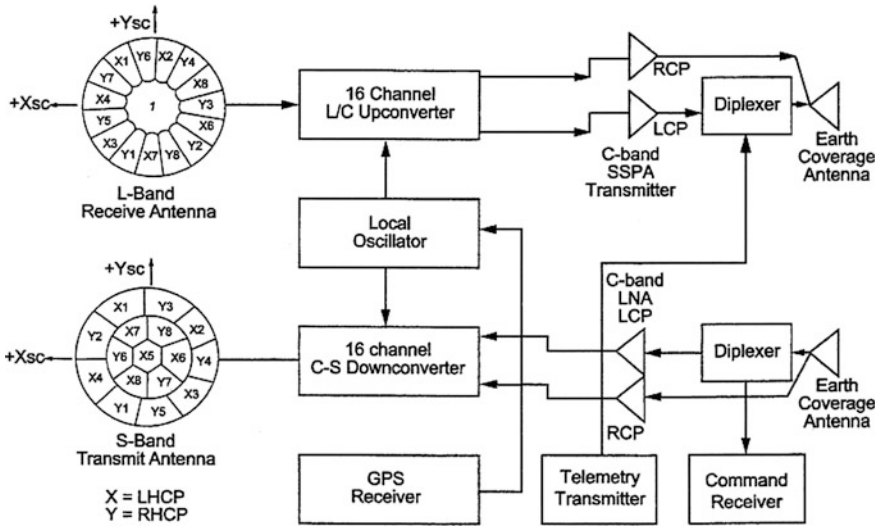 +Ysc
X1
Y6
X2
Y4
Y7
X8
+Xsc
X4
1
Y3
Y5
X6
X3
Y2
Y1
X7
Y8
L-Band
Receive Antenna
16 Channel
L/C Upconverter
RCP
LCP
C-band
SSPA
Transmitter
Diplexer
Earth
Coverage
Antenna
Local
Oscillator
+Ysc
X1
Y3
Y2
X7
Y8
X2
+Xsc
Y6
X5
X6
Y4
X4
X8
Y7
X3
Y1
Y5
S-Band
Transmit Antenna
16 channel
C-S Downconverter
C-band
LNA
LCP
RCP
Diplexer
Earth
Coverage
Antenna
X = LHCP
Y = RHCP
GPS
Receiver
Telemetry
Transmitter
Command
Receiver